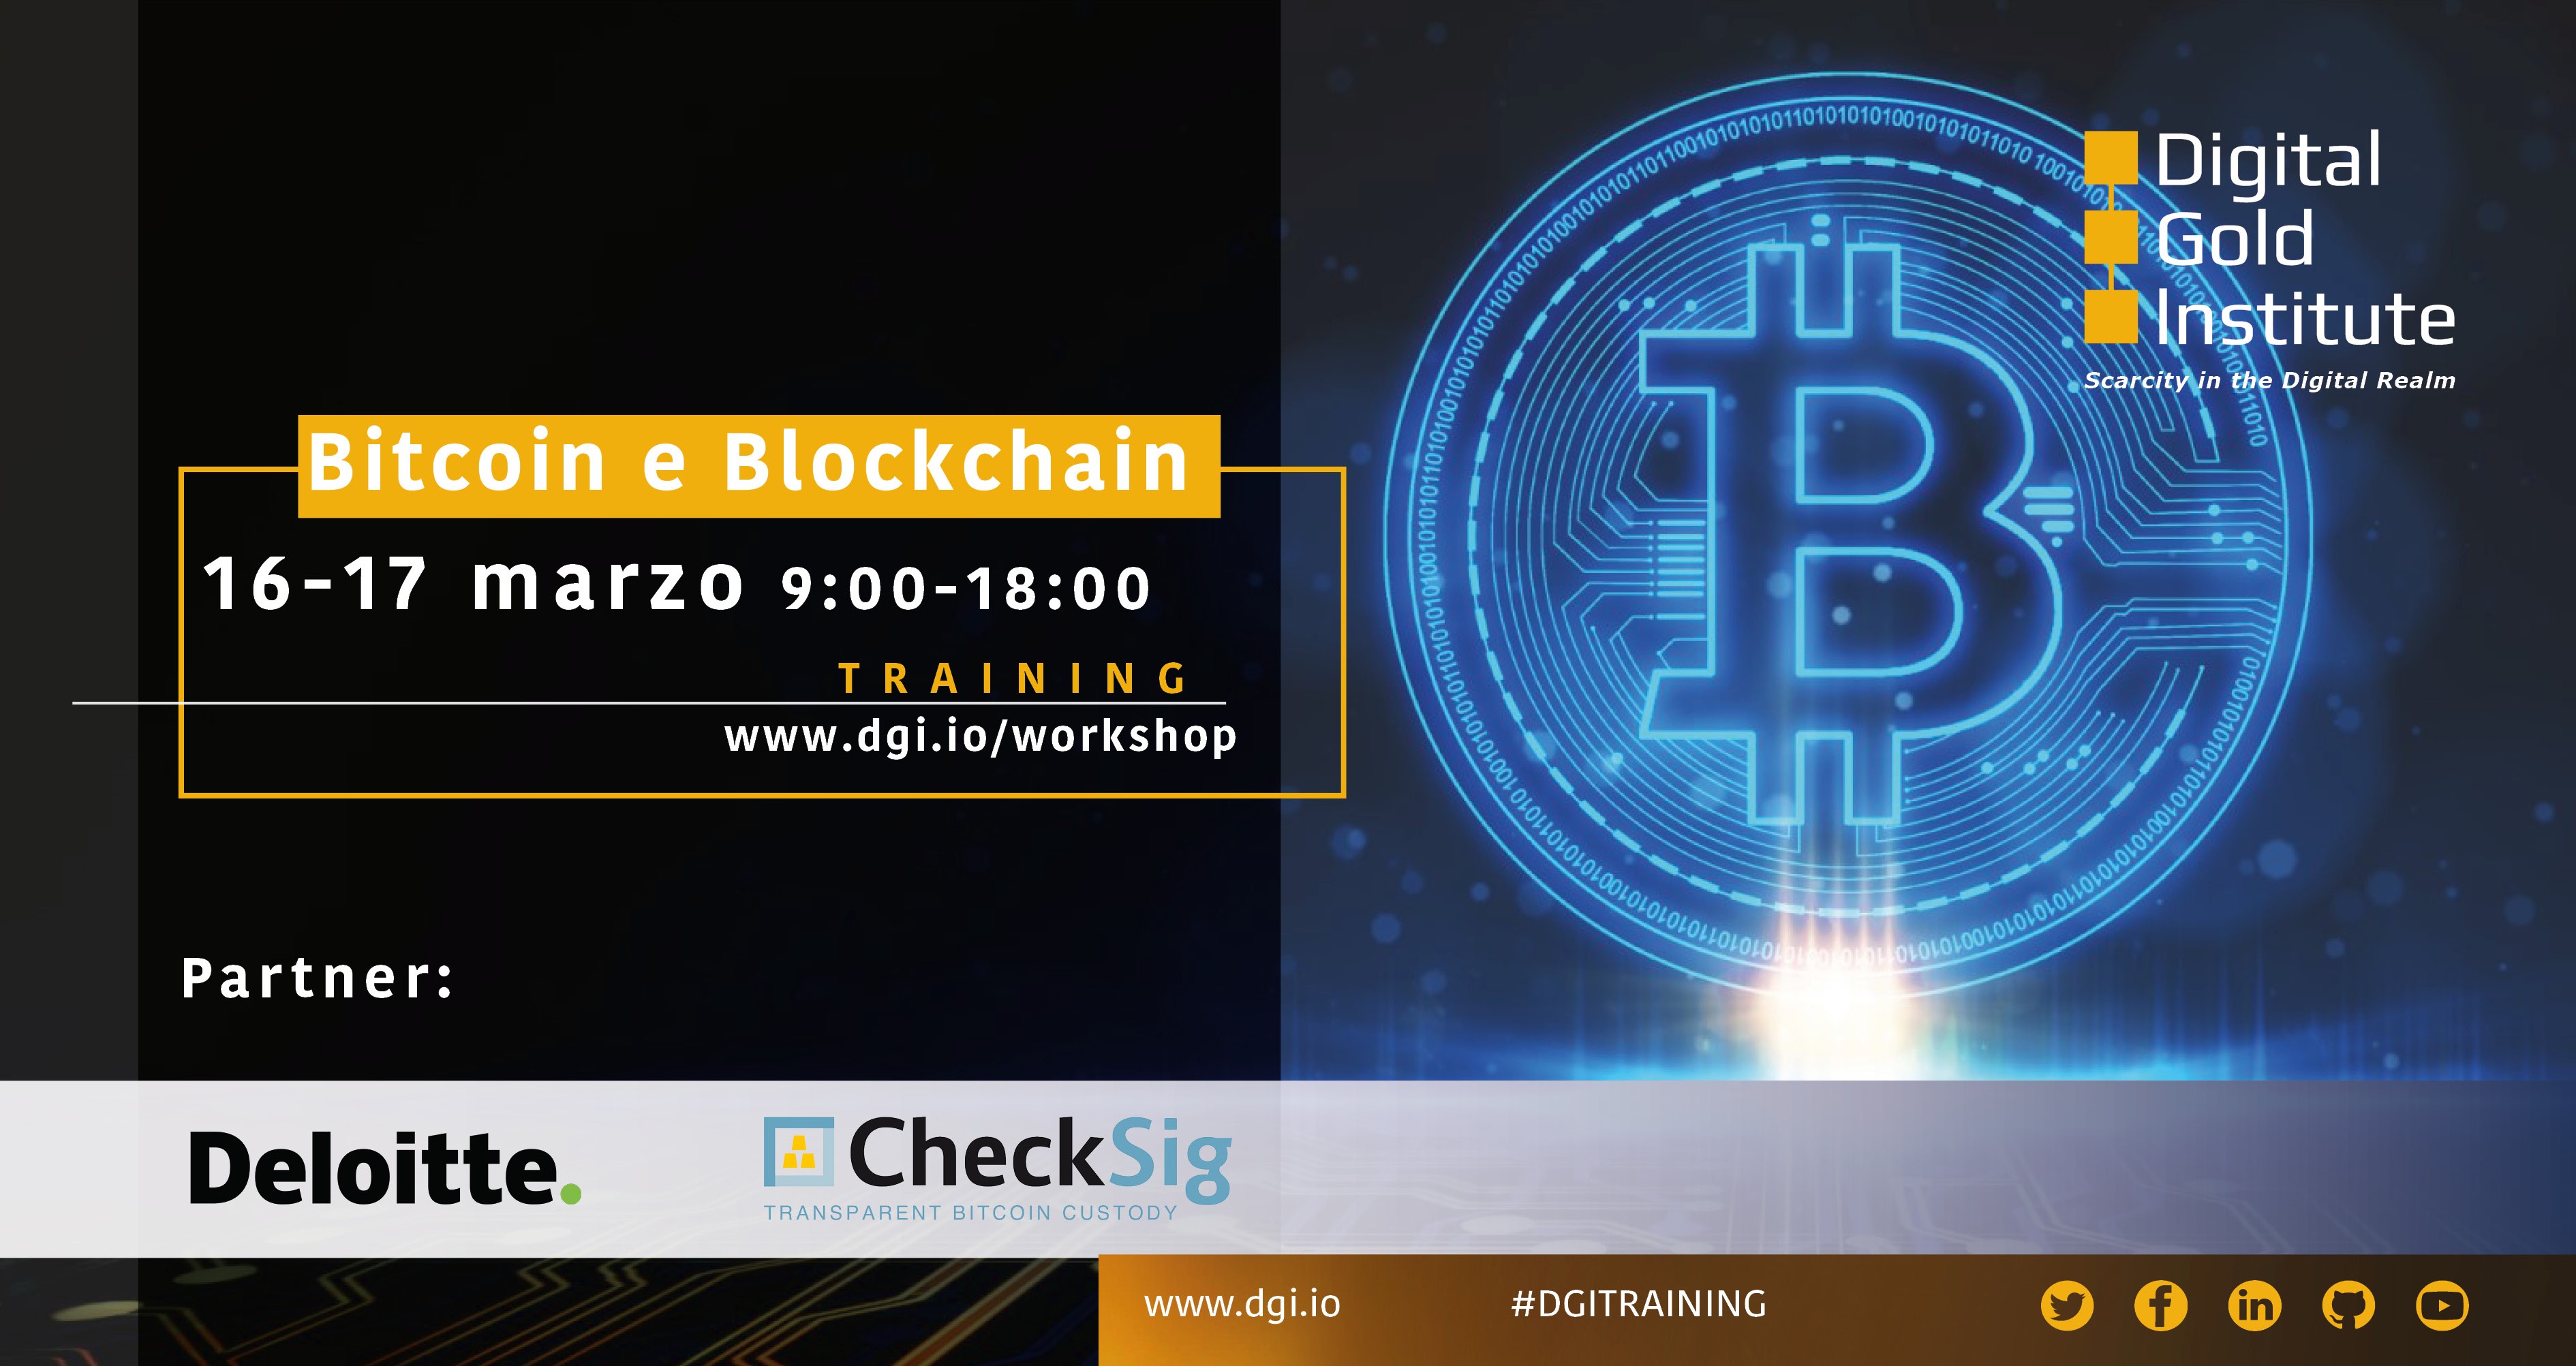 Digital
Gold
Institute
Scarcity in the Digital Realm
Bitcoin e Blockchain
16-17 marzo 9:00-18:00
TRAINING
www.dgi.io/workshop
Partner:
Deloitte.
CheckSig
TRANSPARENT BITCOIN CUSTODY
www.dgi.io
#DGITRAINING